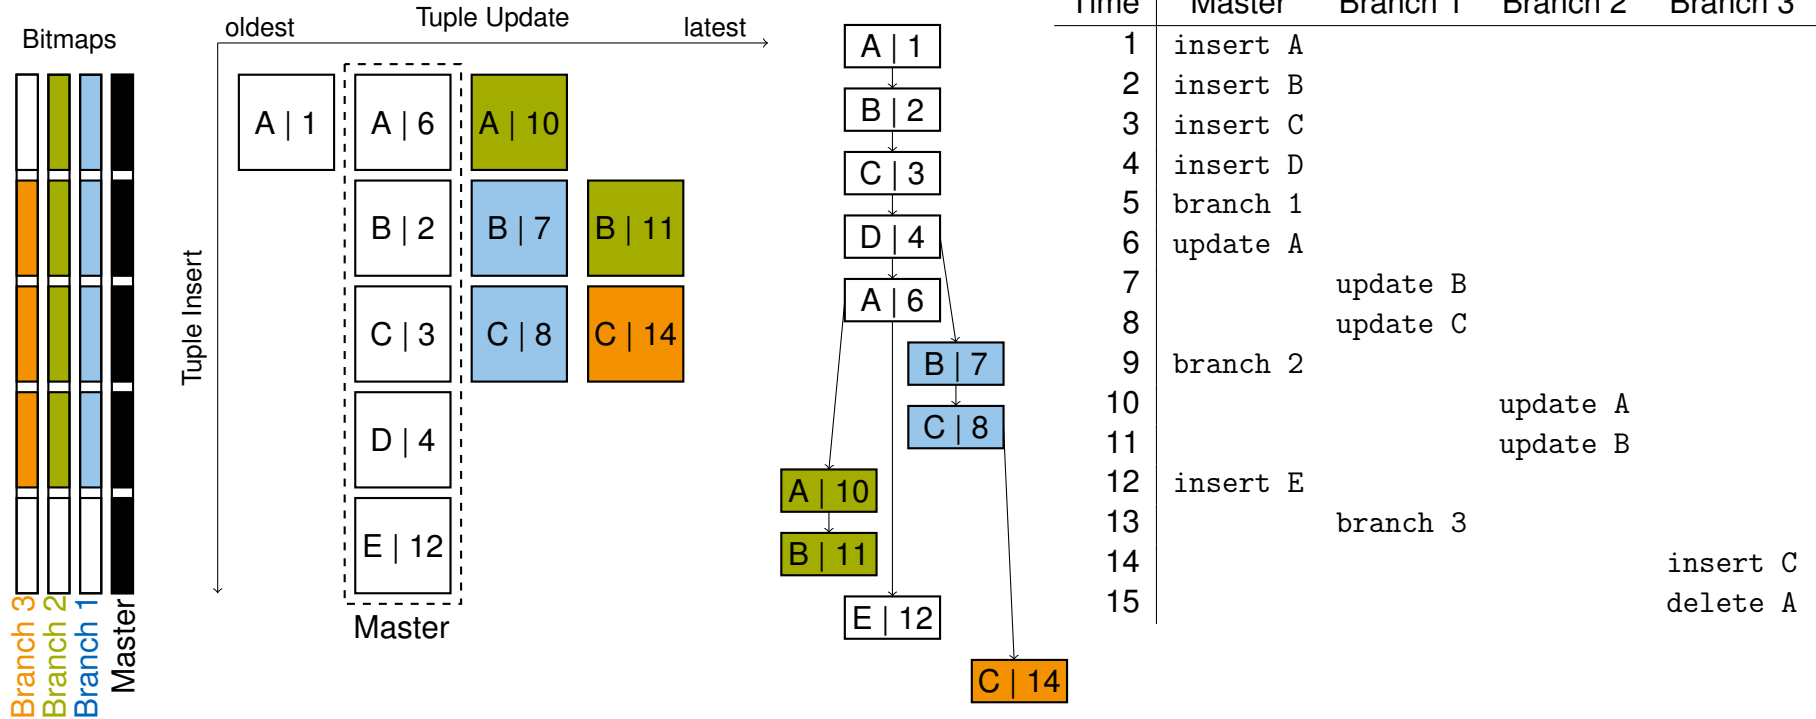 Bitmaps
Branch 3
Branch 2
Branch 1
Master
Tuple Update
oldest
latest
Tuple Insert
A | 1
A | 6
A | 10
B | 2
B | 7
B | 11
C | 3
C | 8
C | 14
D | 4
E | 12
Master
A | 1
B | 2
C | 3
D | 4
A | 6
B | 7
C | 8
A | 10
B | 11
E | 12
C | 14
Time Master Branch 1 Branch 2 Branch 3
1 insert A
2 insert B
3 insert C
4 insert D
5 branch 1
6 update A
7 update B
8 update C
9 branch 2
10 update A
11 update B
12 insert E
13 branch 3
14 insert C
15 delete A